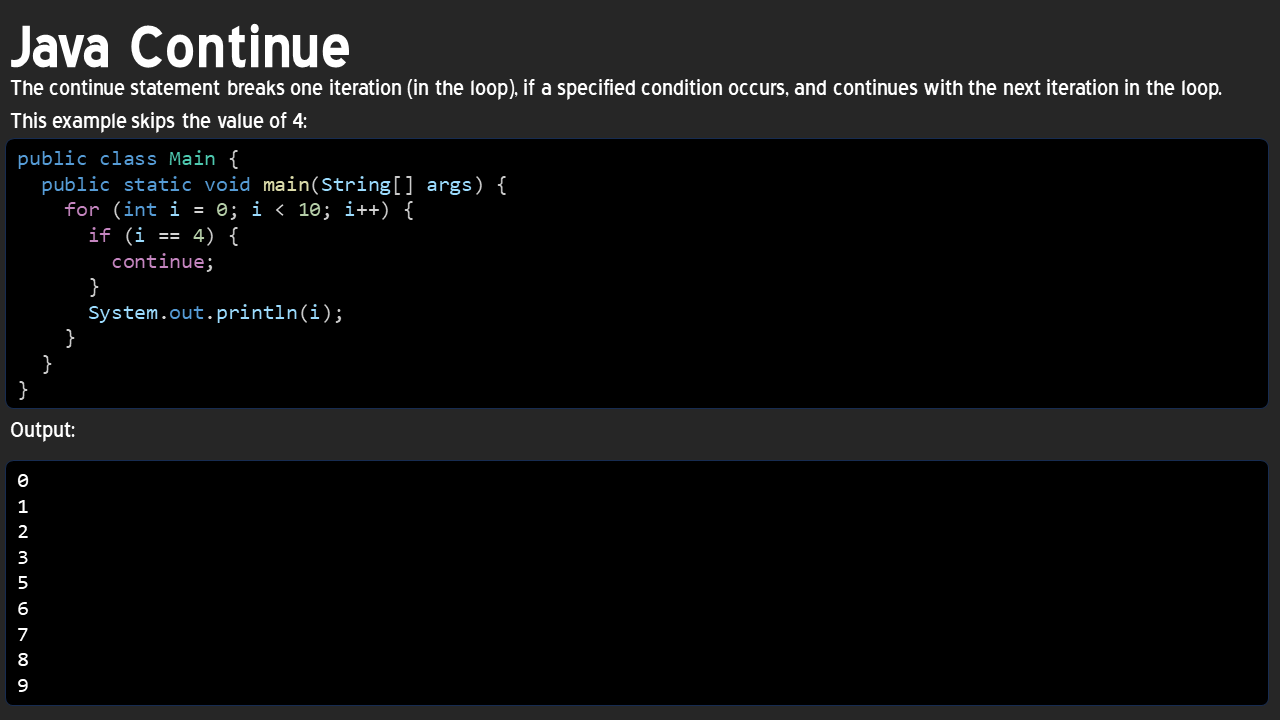 Java Continue
The continue statement breaks one iteration (in the loop), if a specified condition occurs, and continues with the next iteration in the loop.
This example skips the value of 4:
public class Main {
  public static void main(String[] args) {
    for (int i = 0; i < 10; i++) {
      if (i == 4) {
        continue;
      }
      System.out.println(i);
    }
  }
}
Output:
0
1
2
3
5
6
7
8
9